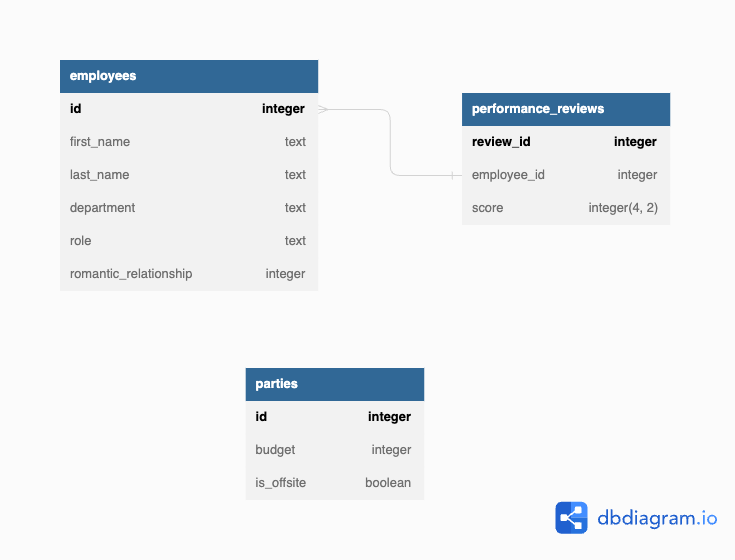 employees
id integer
first_name text
last_name text
department text
role text
romantic_relationship integer
performance_reviews
review_id integer
employee_id integer
score integer(4, 2)
parties
id integer
budget integer
is_offsite boolean
dbdiagram.io